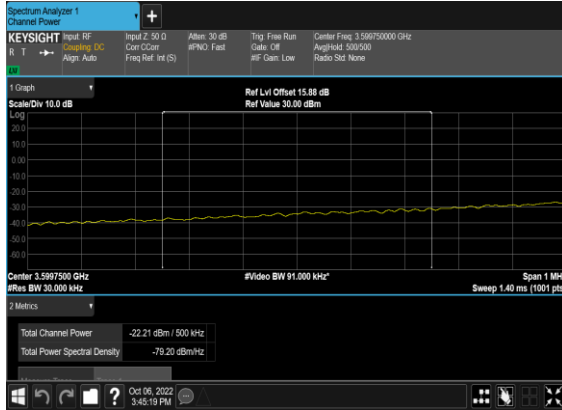 Spectrum Analyzer 1
Channel Power
+
KEYSIGHT
R T
Input: RF
Coupling: DC
Align: Auto
Input Z: 50 Ω
Corr CCorr
Freq Ref: Int (S)
Atten: 30 dB
#PNO: Fast
Trig: Free Run
Gate: Off
#IF Gain: Low
Center Freq: 3.599750000 GHz
Avg|Hold: 500/500
Radio Std: None
1 Graph
Scale/Div 10.0 dB
Ref Lvl Offset 15.88 dB
Ref Value 30.00 dBm
Log
20.0
10.0
0.00
-10.0
-20.0
-30.0
-40.0
-50.0
-60.0
Center 3.5997500 GHz
#Res BW 30.000 kHz
#Video BW 91.000 kHz*
Span 1 MH
Sweep 1.40 ms (1001 pts
2 Metrics
Total Channel Power -22.21 dBm / 500 kHz
Total Power Spectral Density -79.20 dBm/Hz
?
Oct 06, 2022
3:45:19 PM